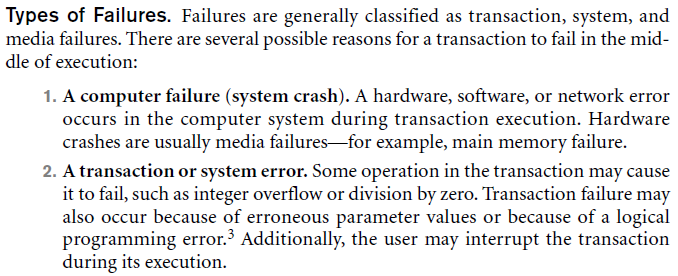 Types of Failures. Failures are generally classified as transaction, system, and
media failures. There are several possible reasons for a transaction to fail in the mid-
dle of execution:
1. A computer failure (system crash). A hardware, software, or network error
occurs in the computer system during transaction execution. Hardware
crashes are usually media failures—for example, main memory failure.
2. A transaction or system error. Some operation in the transaction may cause
it to fail, such as integer overflow or division by zero. Transaction failure may
also occur because of erroneous parameter values or because of a logical
programming error.³ Additionally, the user may interrupt the transaction
during its execution.